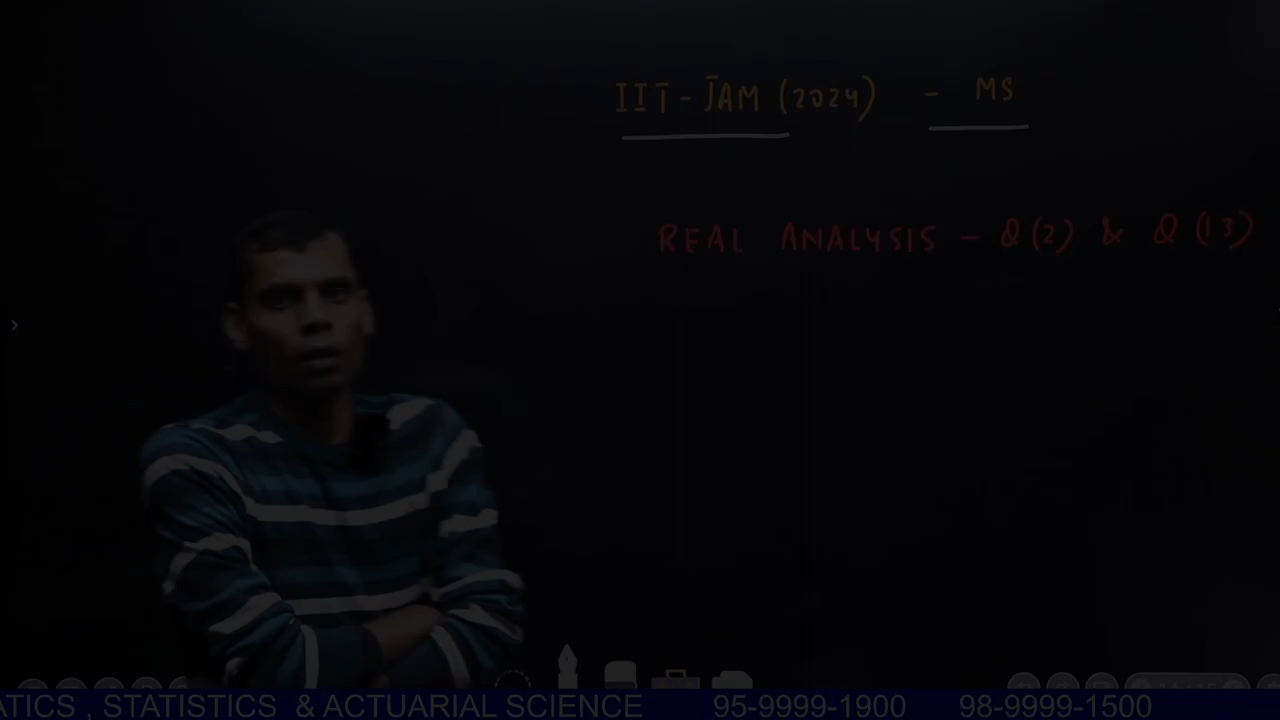 IIT-JAM (2024) - MS
REAL ANALYSIS - Q(2) & Q(13)
ATICS , STATISTICS & ACTUARIAL SCIENCE 95-9999-1900 98-9999-1500